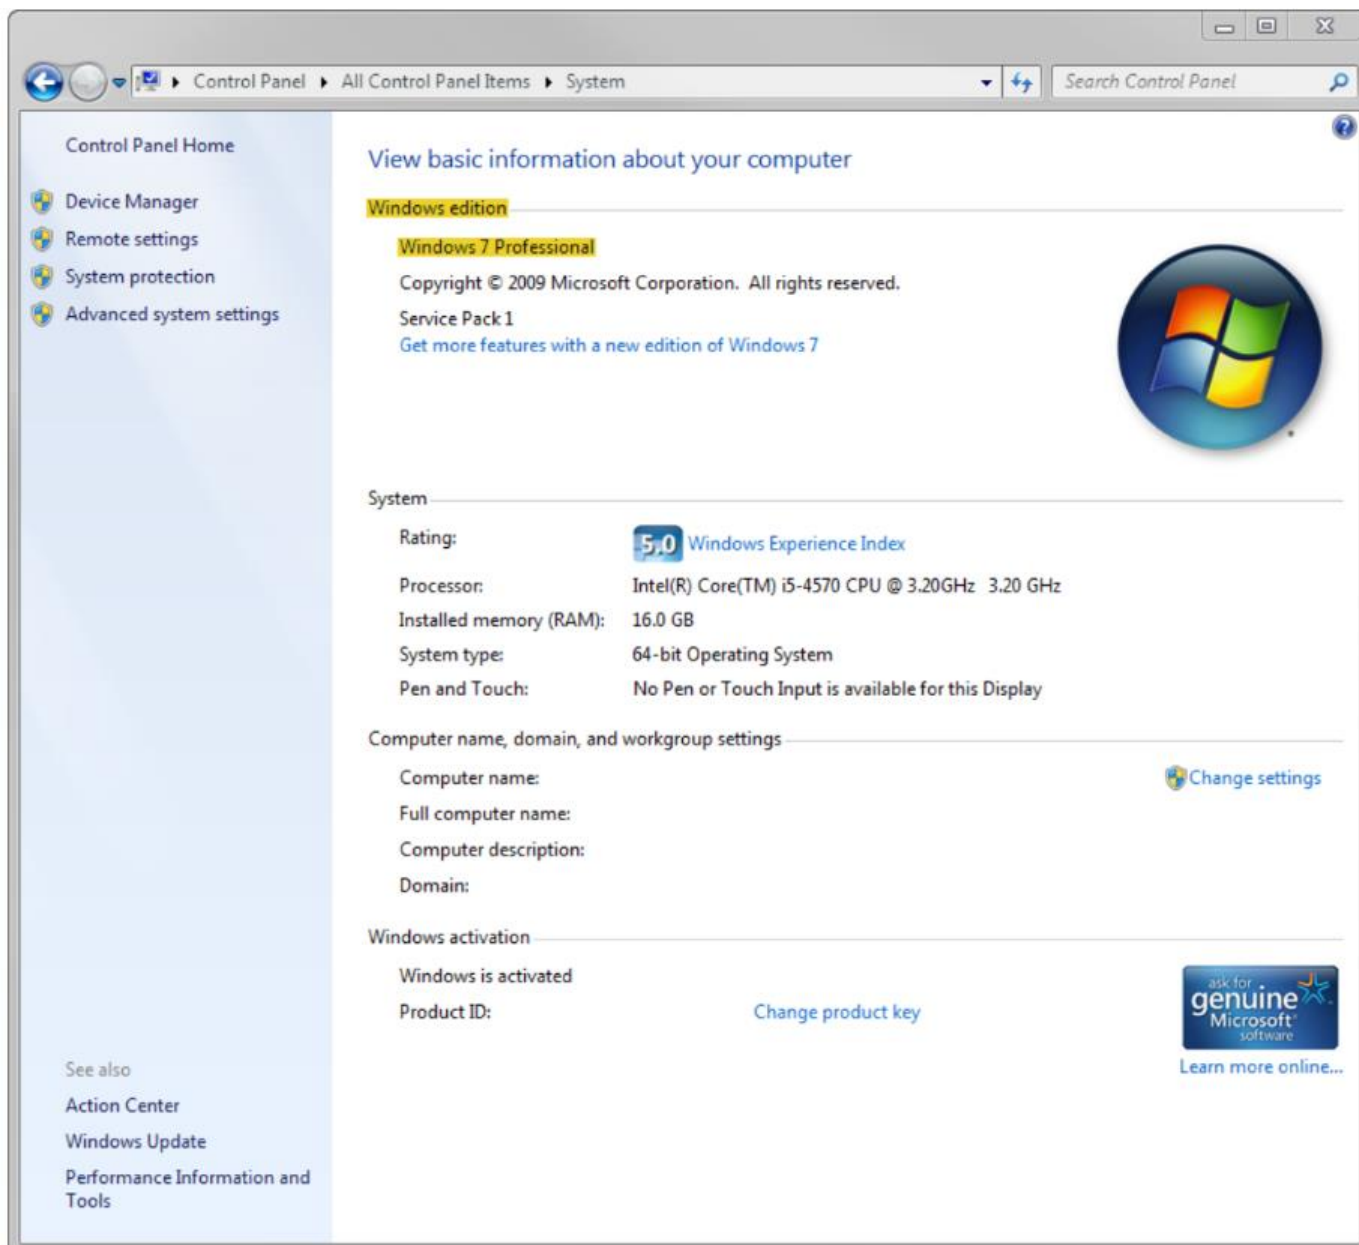 Control Panel All Control Panel Items System
Search Control Panel
Control Panel Home
Device Manager
Remote settings
System protection
Advanced system settings
View basic information about your computer
Windows edition
Windows 7 Professional
Copyright © 2009 Microsoft Corporation. All rights reserved.
Service Pack 1
Get more features with a new edition of Windows 7
System
Rating: 5.0 Windows Experience Index
Processor: Intel(R) Core(TM) i5-4570 CPU @ 3.20GHz 3.20 GHz
Installed memory (RAM): 16.0 GB
System type: 64-bit Operating System
Pen and Touch: No Pen or Touch Input is available for this Display
Computer name, domain, and workgroup settings
Computer name: Change settings
Full computer name:
Computer description:
Domain:
Windows activation
Windows is activated
Product ID: Change product key
ask for
genuine
Microsoft
software
Learn more online...
See also
Action Center
Windows Update
Performance Information and
Tools